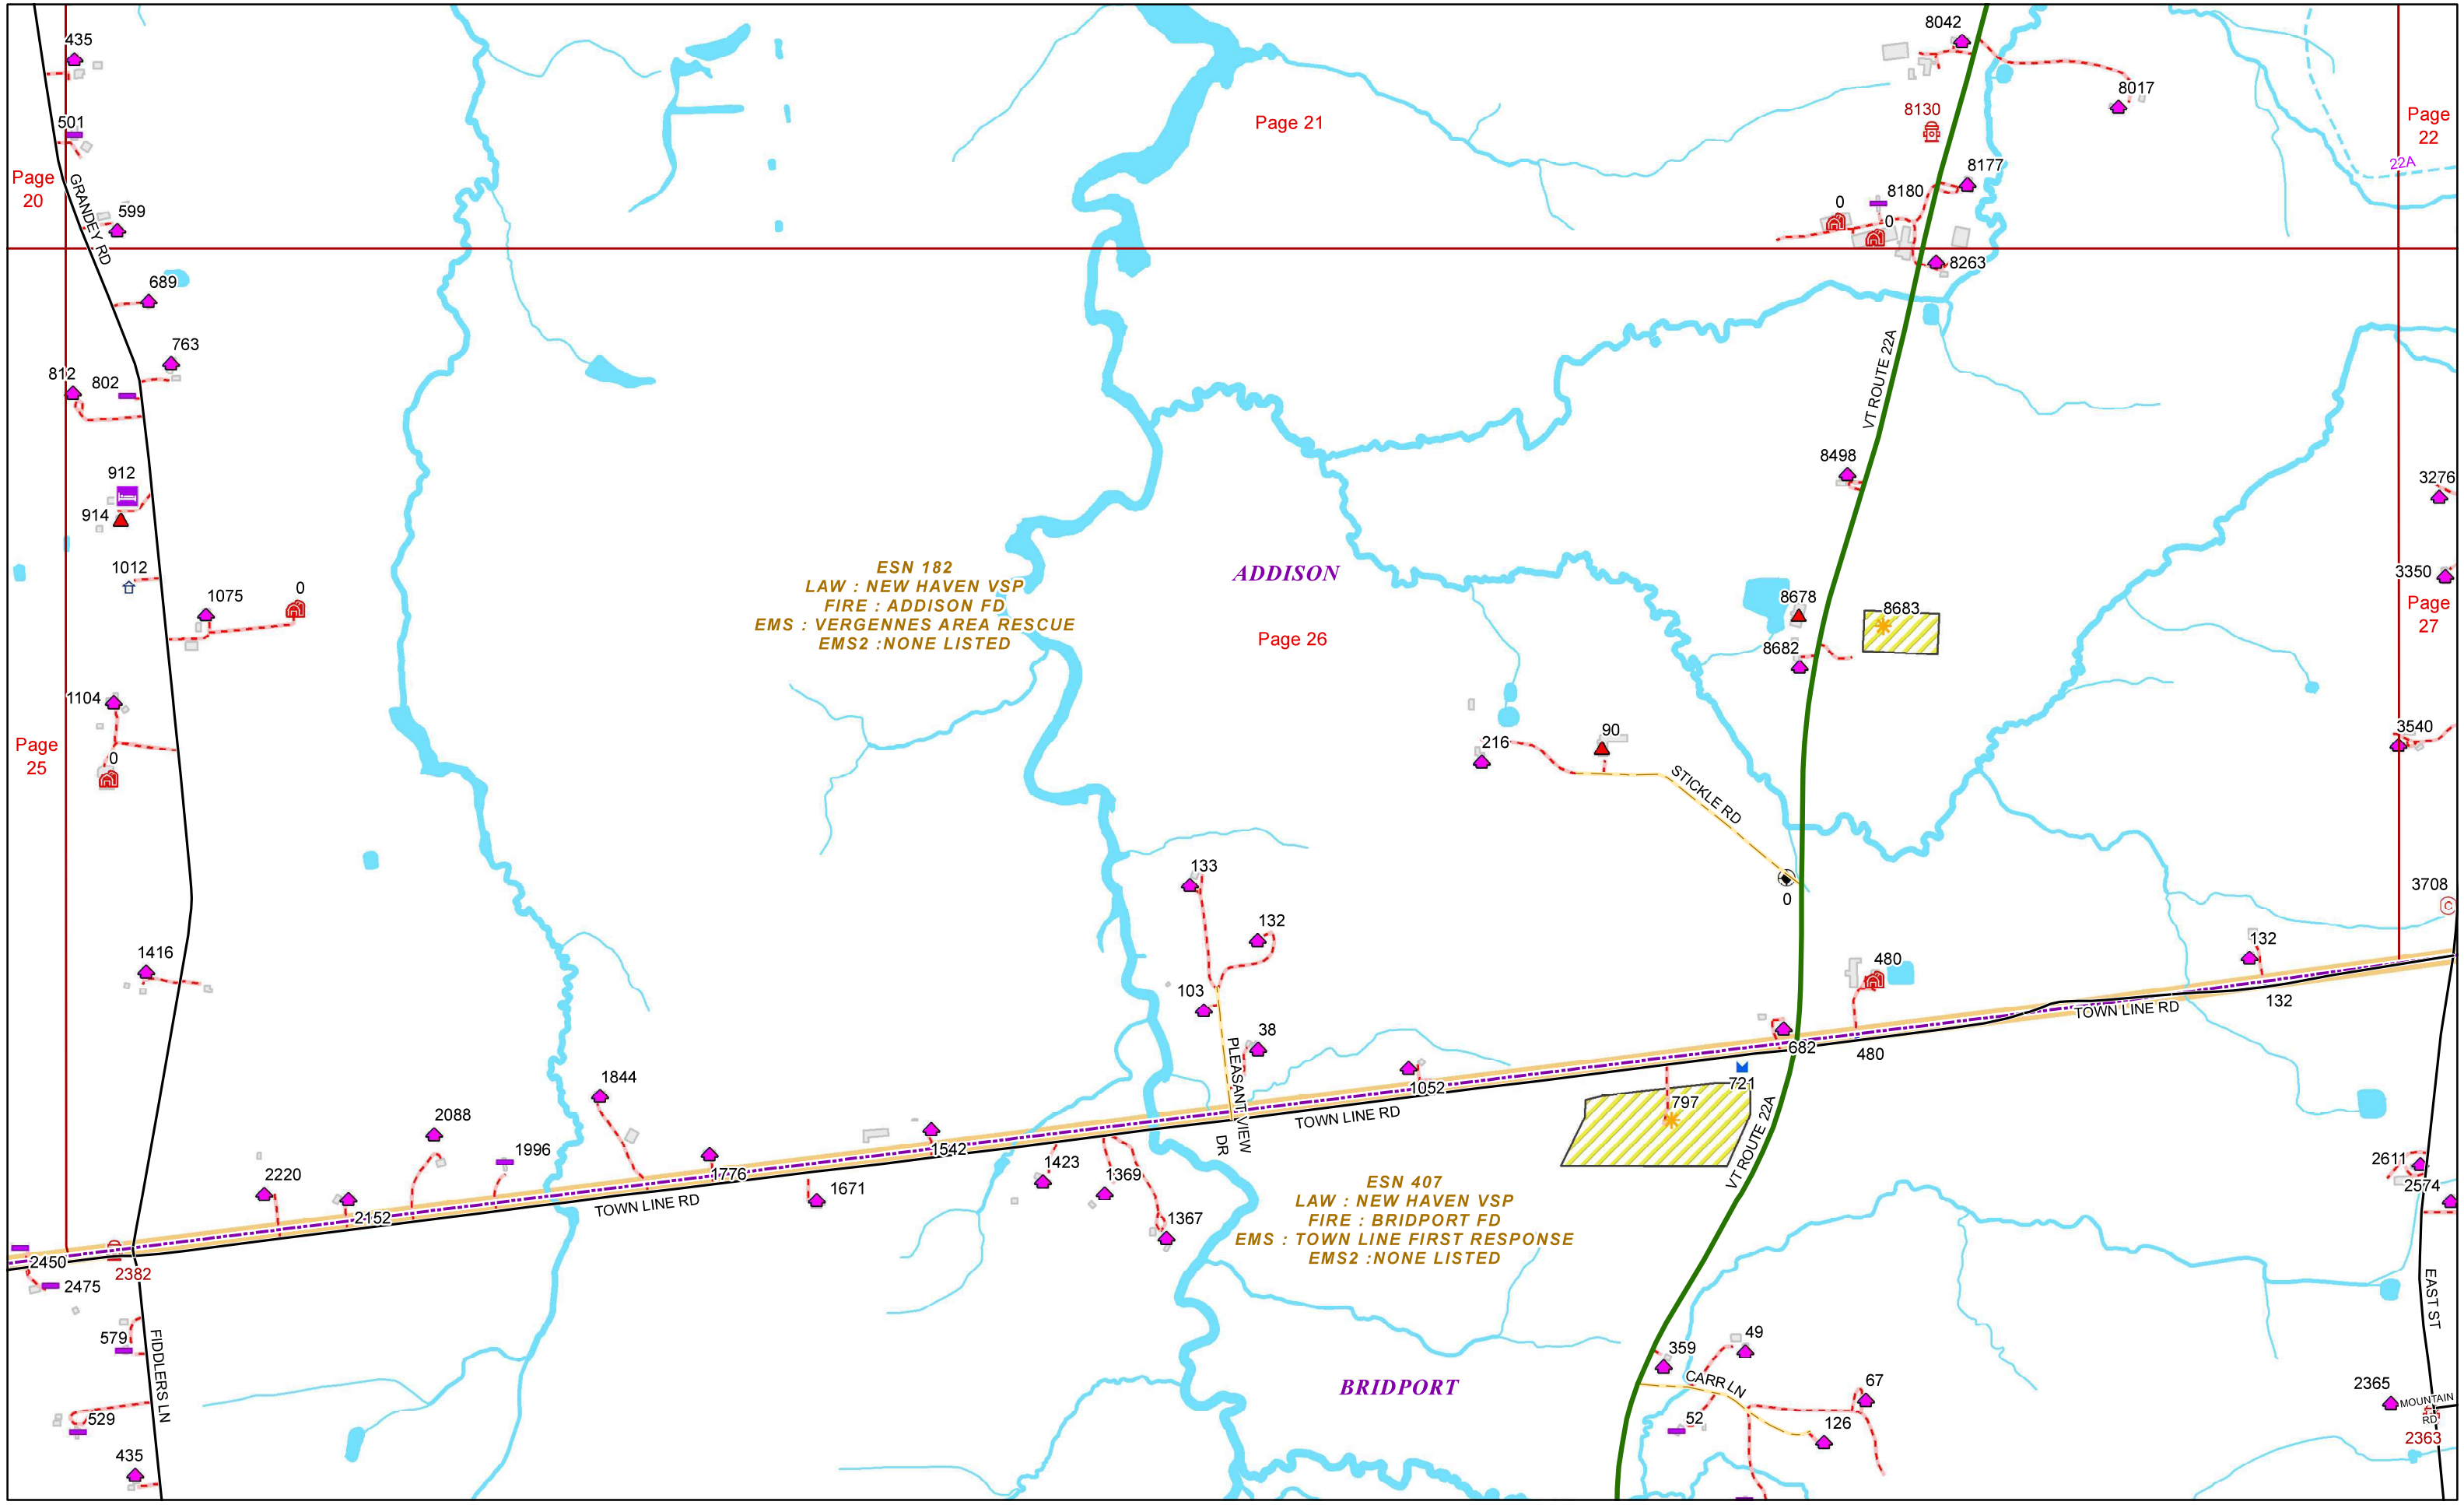 435
8042
8017
501
Page 21
8130
Page
22
22A
Page
20
GRANDEY RD
599
8177
8180
0
0
8263
689
763
812
802
VT ROUTE 22A
912
914
8498
3276
1012
1075
0
ESN 182
LAW : NEW HAVEN VSP
FIRE : ADDISON FD
EMS : VERGENNES AREA RESCUE
EMS2 :NONE LISTED
ADDISON
Page 26
8678
8683
8682
3350
Page
27
1104
0
Page
25
216
90
STICKLE RD
3540
133
132
0
3708
1416
103
38
480
132
132
TOWN LINE RD
PLEASANT VIEW
DR
682
480
1844
2088
1996
1052
TOWN LINE RD
721
797
VT ROUTE 22A
2220
2152
TOWN LINE RD
1776
1542
1671
1423
1369
1367
ESN 407
LAW : NEW HAVEN VSP
FIRE : BRIDPORT FD
EMS : TOWN LINE FIRST RESPONSE
EMS2 :NONE LISTED
2611
2574
2450
2382
2475
579
FIDDLERS LN
EAST ST
BRIDPORT
359
49
CARR LN
67
52
126
2365
MOUNTAIN
RD
2363
529
435